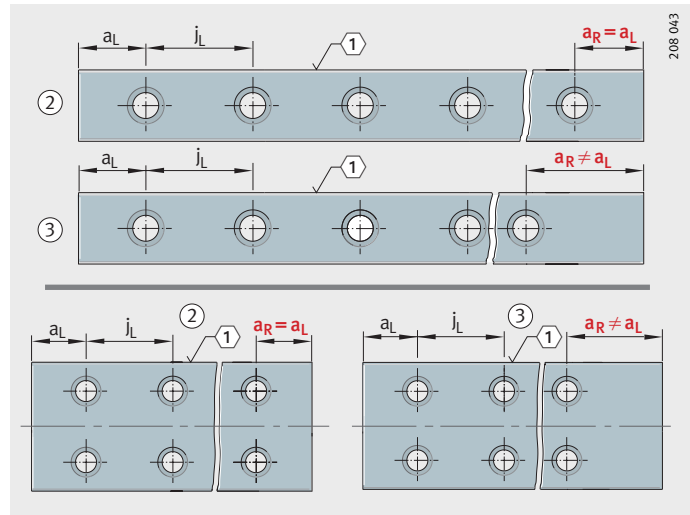 208 043
aL jL aR = aL
1
2
aL jL aR ≠ aL
1
3
2 3
aL jL 1 aR = aL aL jL 1 aR ≠ aL